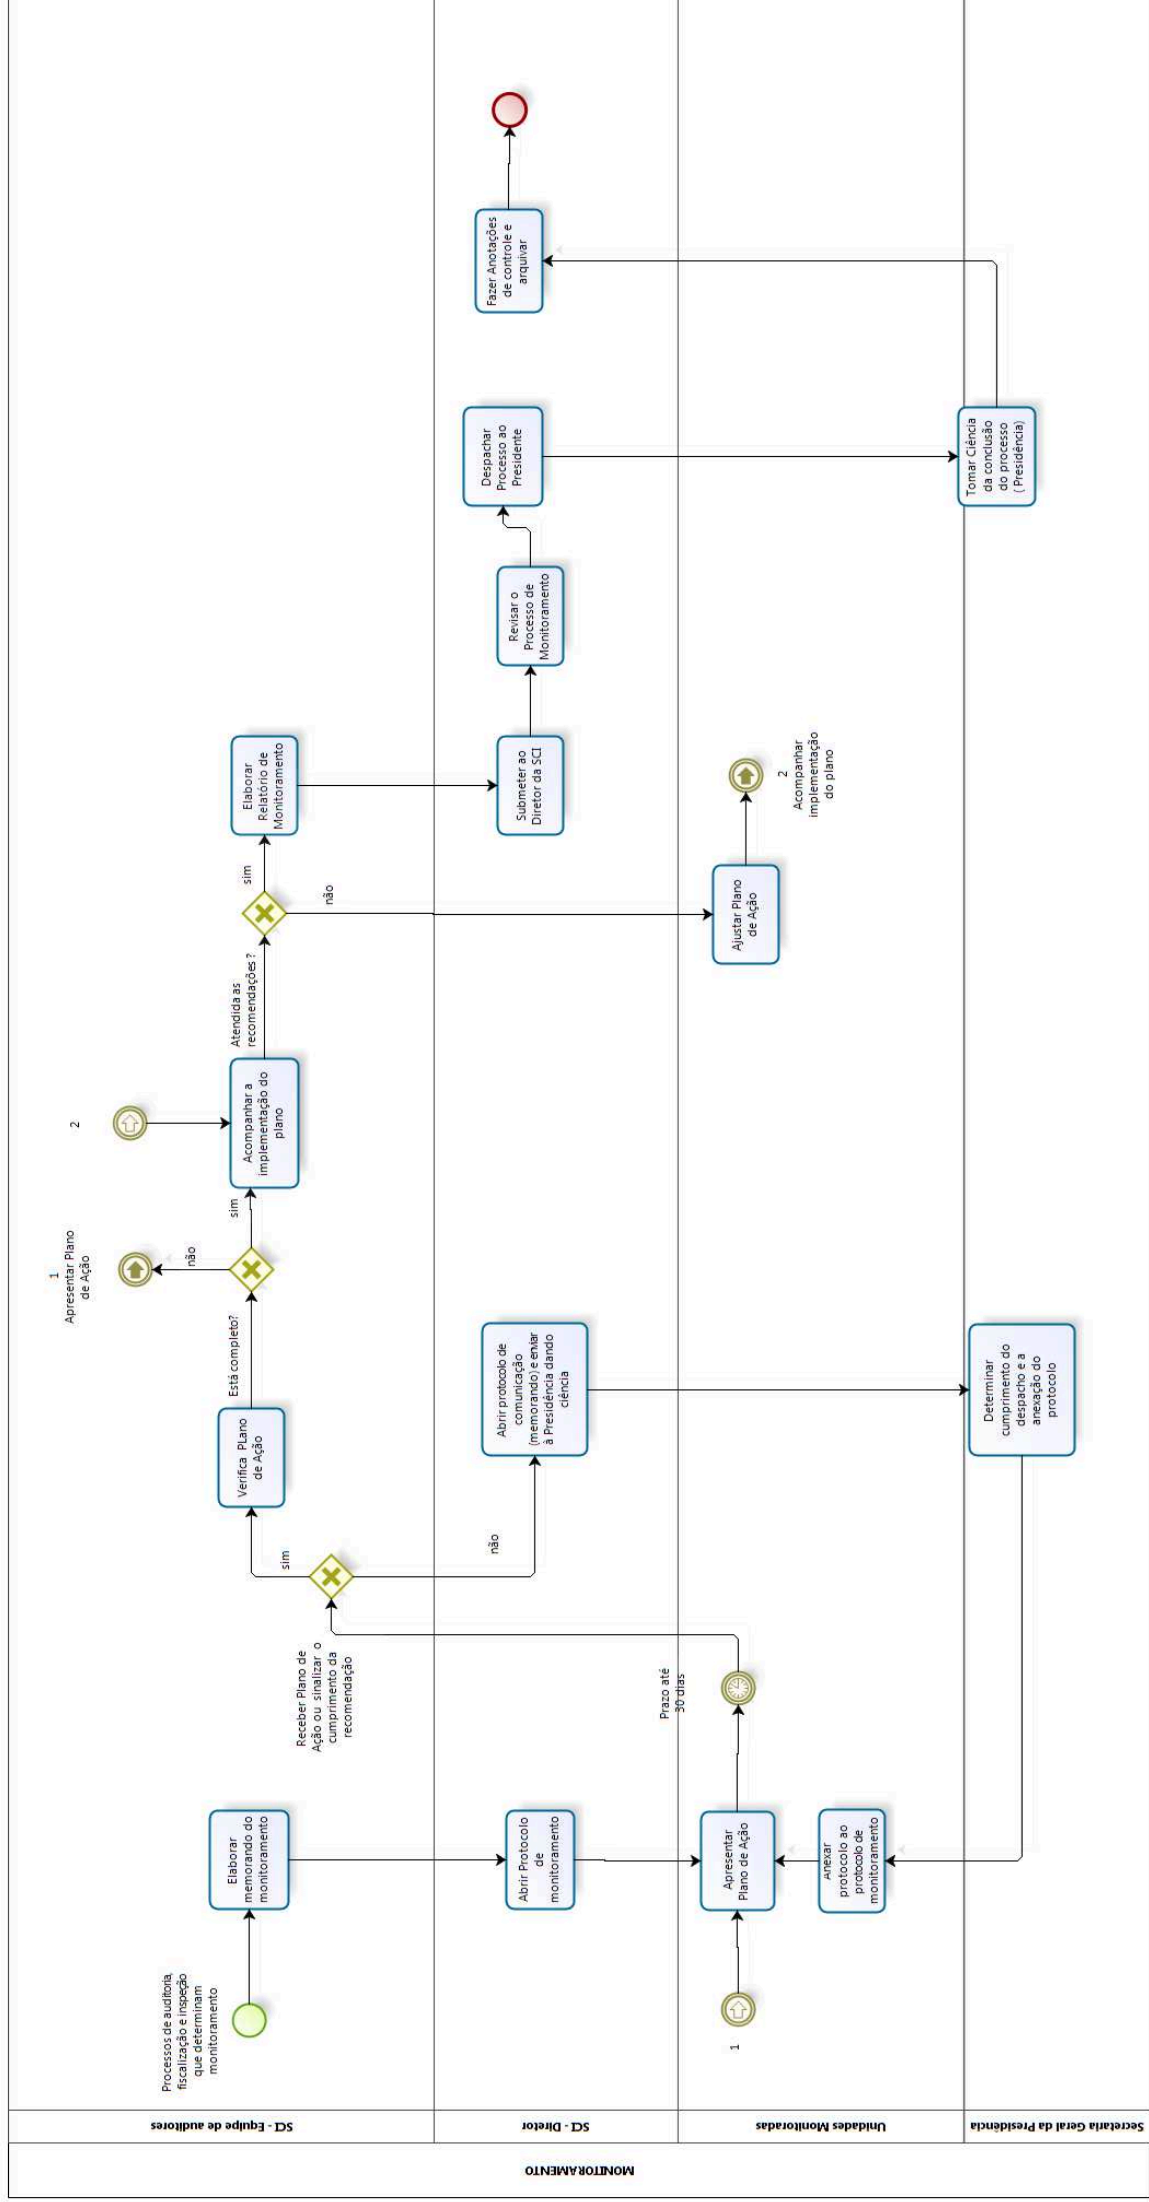 MONITORAMENTO
SCI - Equipe de auditores
SCI - Diretor
Unidades Monitoradas
Secretaria Geral da Presidência
Processos de auditoria,
fiscalização e inspeção
que determinam
monitoramento
Elaborar
memorando do
monitoramento
Receber Plano de
Ação ou sinalizar o
cumprimento da
recomendação
sim
não
Verifica PLano
de Ação
Está completo?
não
sim
1
Apresentar Plano
de Ação
2
Acompanhar a
implementação do
plano
Atendida as
recomendações ?
sim
não
Elaborar
Relatório de
Monitoramento
Abrir Protocolo
de
monitoramento
Abrir protocolo de
comunicação
(memorando) e enviar
à Presidência dando
ciência
Submeter ao
Diretor da SCI
Revisar o
Processo de
Monitoramento
Despachar
Processo ao
Presidente
Fazer Anotações
de controle e
arquivar
1
Apresentar
Plano de Ação
Prazo até
30 dias
Anexar
protocolo ao
protocolo de
monitoramento
Ajustar Plano
de Ação
2
Acompanhar
implementação
do plano
Determinar
cumprimento do
despacho e a
anexação do
protocolo
Tomar Ciência
da conclusão
do processo
( Presidência)